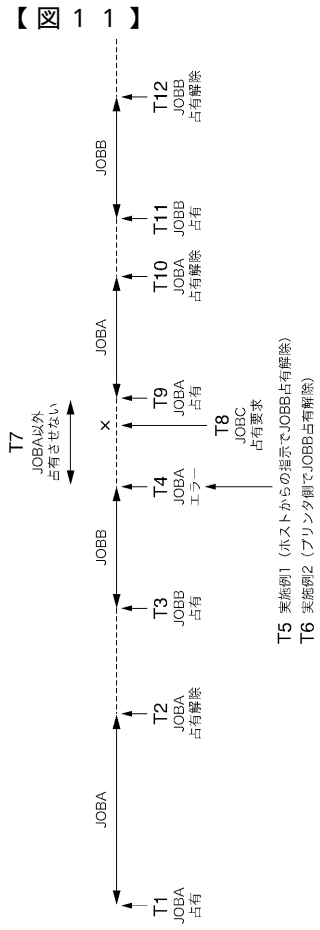 【図１１】
T7
JOBA以外
占有させない
JOBA
JOBB
JOBA
JOBB
×
T1
JOBA
占有
T2
JOBA
占有解除
T3
JOBB
占有
T4
JOBA
エラー
T9
JOBA
占有
T10
JOBA
占有解除
T11
JOBB
占有
T12
JOBB
占有解除
T8
JOBC
占有要求
T5 実施例1（ホストからの指示でJOBB占有解除）
T6 実施例2（プリンタ側でJOBB占有解除）